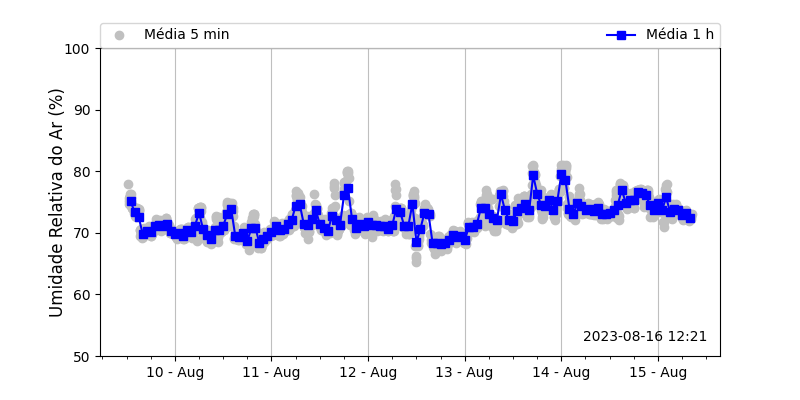 Média 5 min
Média 1 h
Umidade Relativa do Ar (%)
100
90
80
70
60
50
2023-08-16 12:21
10 - Aug
11 - Aug
12 - Aug
13 - Aug
14 - Aug
15 - Aug